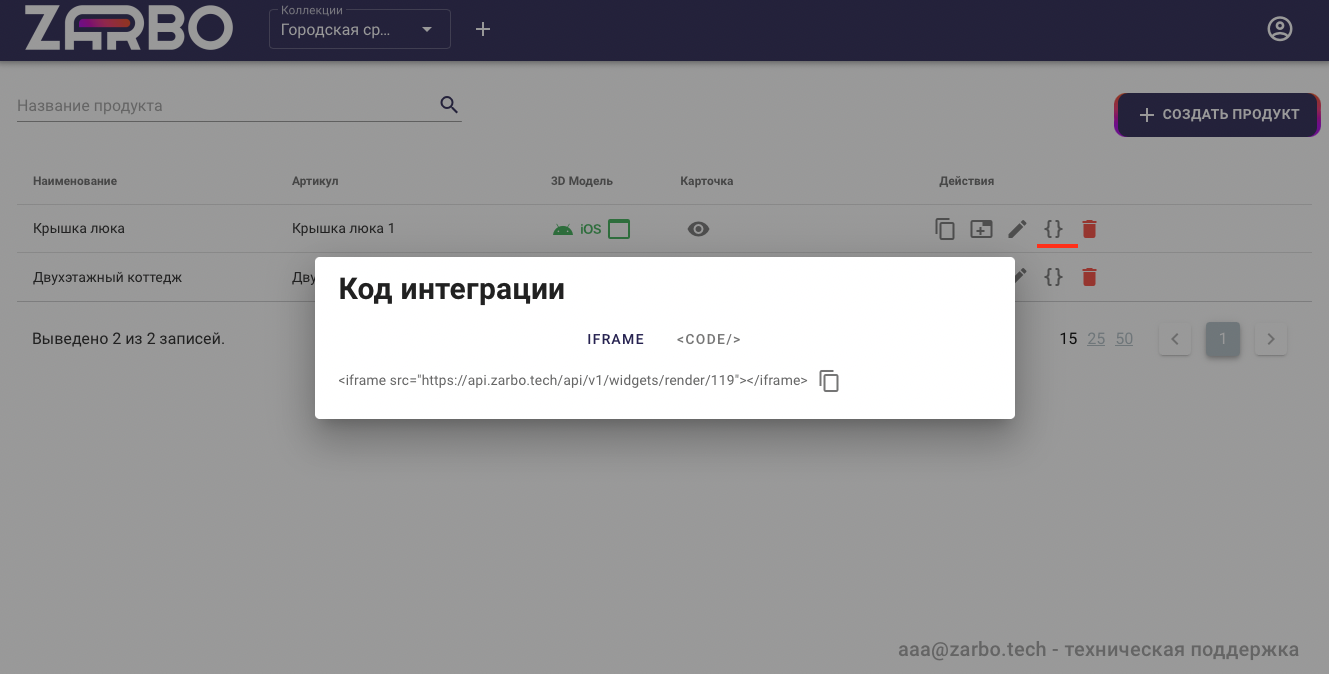 ZARBO
Коллекции
Городская ср...
Название продукта
СОЗДАТЬ ПРОДУКТ
Наименование Артикул 3D Модель Карточка Действия
Крышка люка Крышка люка 1 iOS { }
Двухэтажный коттедж Дву { }
Код интеграции
IFRAME <CODE/>
<iframe src="https://api.zarbo.tech/api/v1/widgets/render/119"></iframe>
Выведено 2 из 2 записей. 15 25 50 1
aaa@zarbo.tech - техническая поддержка